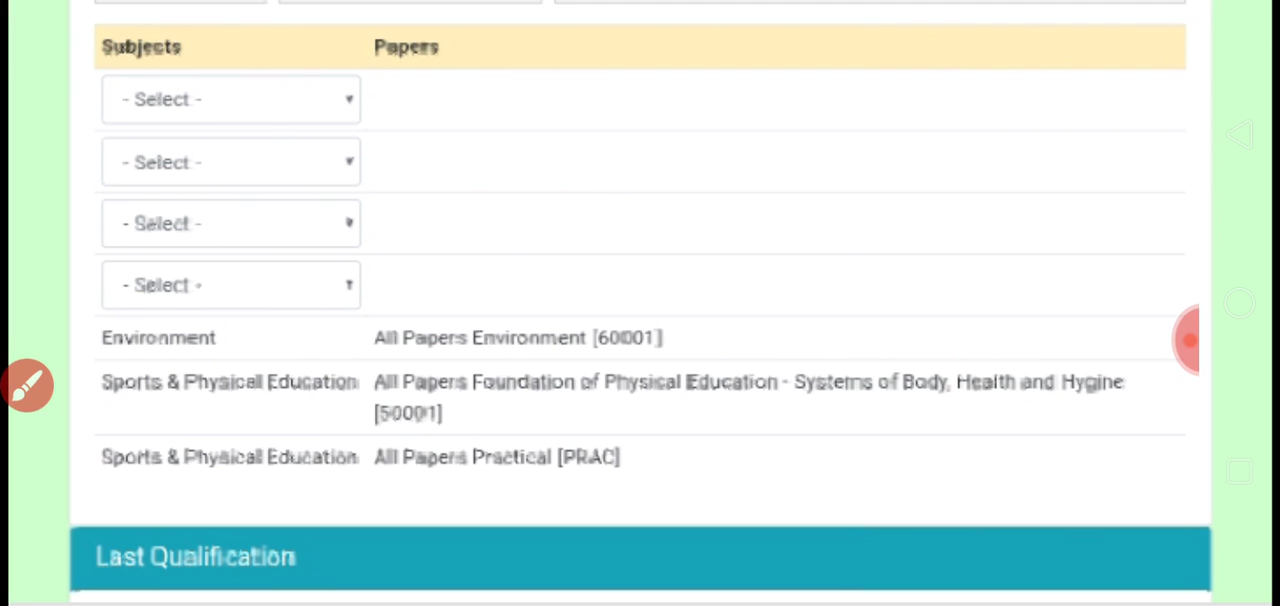 Subjects Papers
- Select -
- Select -
- Select -
- Select -
Environment All Papers Environment [60001]
Sports & Physical Education All Papers Foundation of Physical Education - Systems of Body, Health and Hygine
[50091]
Sports & Physical Education All Papers Practical [PRAC]
Last Qualification